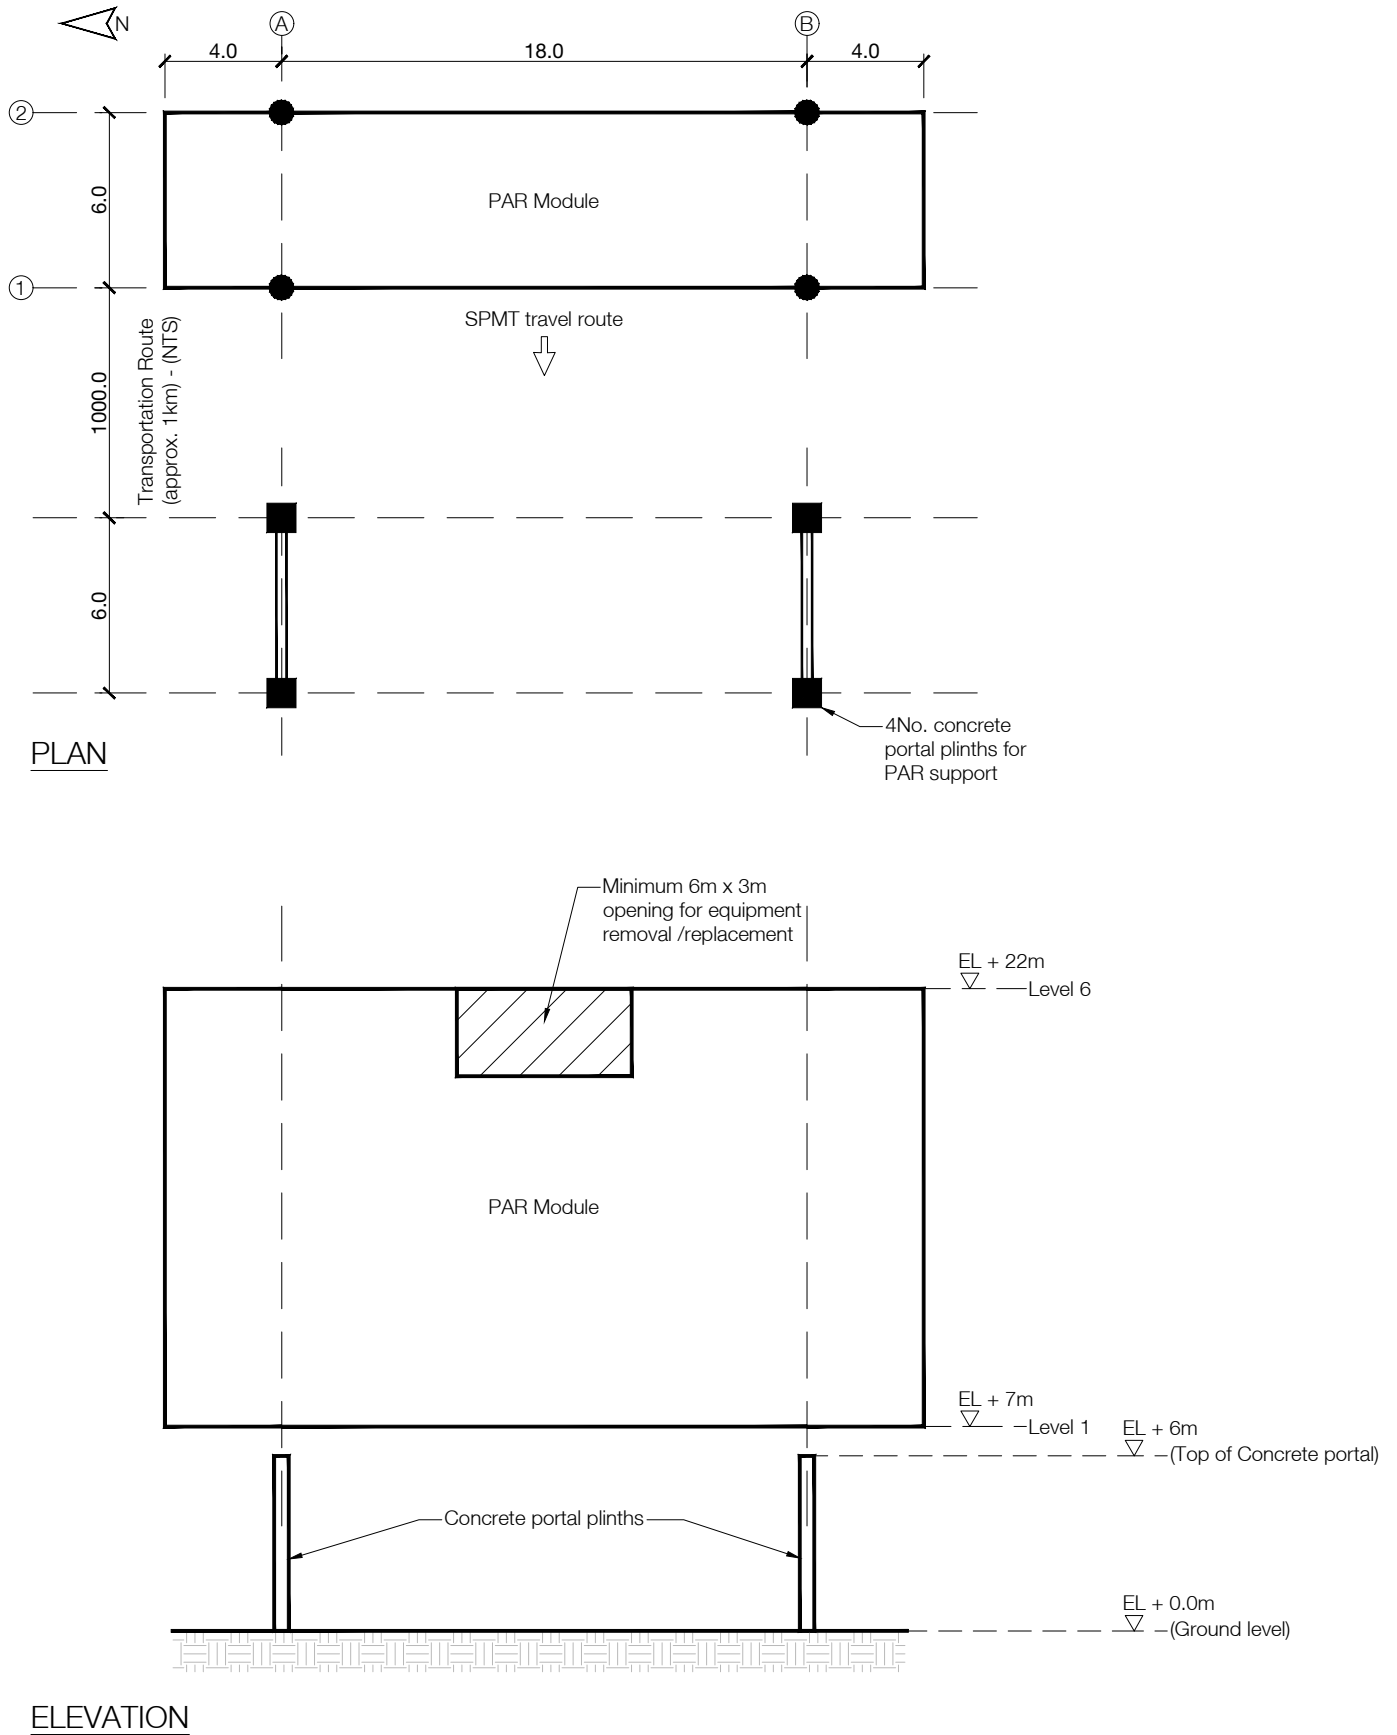 N
A
B
4.0
18.0
4.0
2
6.0
PAR Module
1
SPMT travel route
1000.0
Transportation Route
(approx. 1km) - (NTS)
6.0
4No. concrete
portal plinths for
PAR support
PLAN
Minimum 6m x 3m
opening for equipment
removal /replacement
EL + 22m
Level 6
PAR Module
EL + 7m
Level 1
EL + 6m
(Top of Concrete portal)
Concrete portal plinths
EL + 0.0m
(Ground level)
ELEVATION